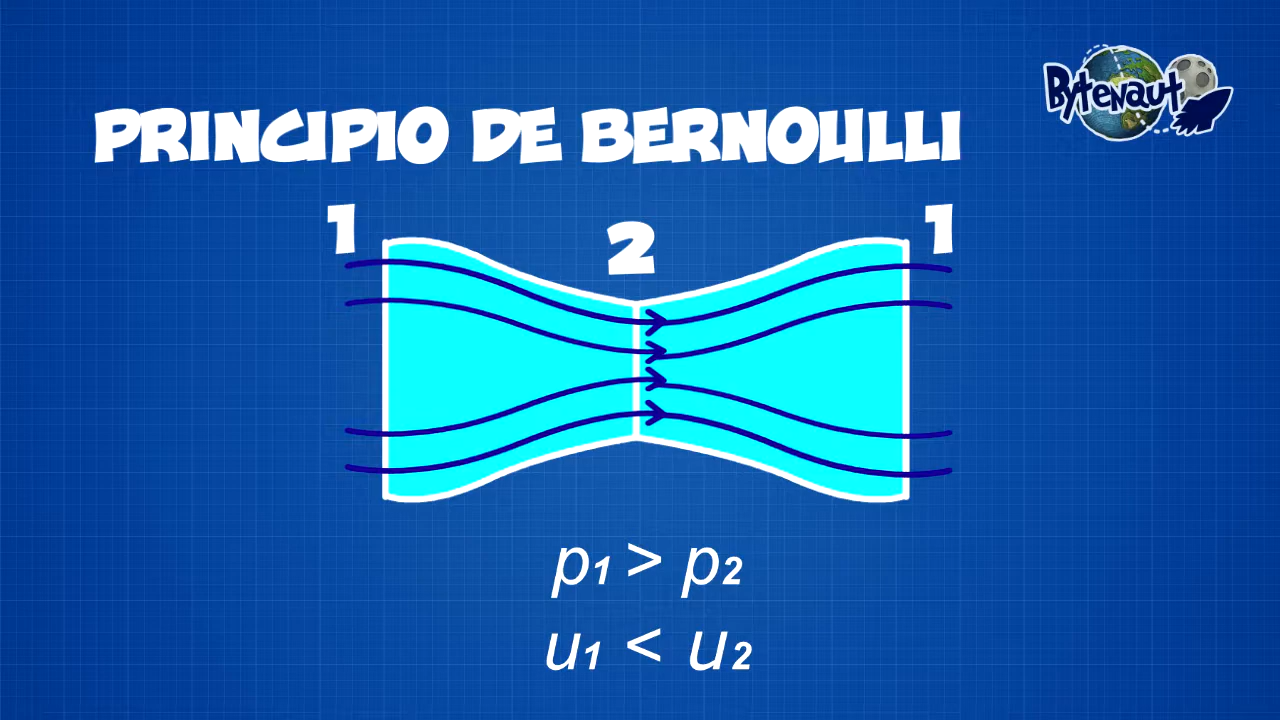 Bytenaut
PRINCIPIO DE BERNOULLI
1 2 1
p1 > p2
u1 < u2